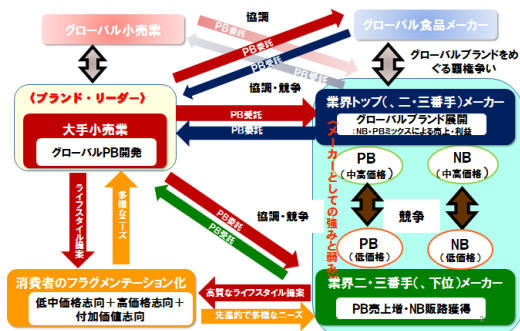 協調
グローバル小売業
グローバル食品メーカー
PB委託
PB受託
PB委託
PB受託
グローバルブランドをめ
ぐる覇権争い
協調・競争
〈ブランド・リーダー〉
大手小売業
グローバルPB開発
PB委託
PB受託
業界トップ(、二・三番手)メーカー
グローバルブランド展開
:NB・PBミックスによる売上・利益
(メーカーとしての強みと弱み)
PB
(中高価格)
NB
(中高価格)
競争
PB
(低価格)
NB
(低価格)
ライフスタイル提案
多様なニーズ
PB委託
PB受託
協調・競争
消費者のフラグメンテーション化
低中価格志向+高価格志向+
付加価値志向
高質なライフスタイル提案
先進的で多様なニーズ
業界二・三番手(、下位)メーカー
PB売上増・NB販路獲得